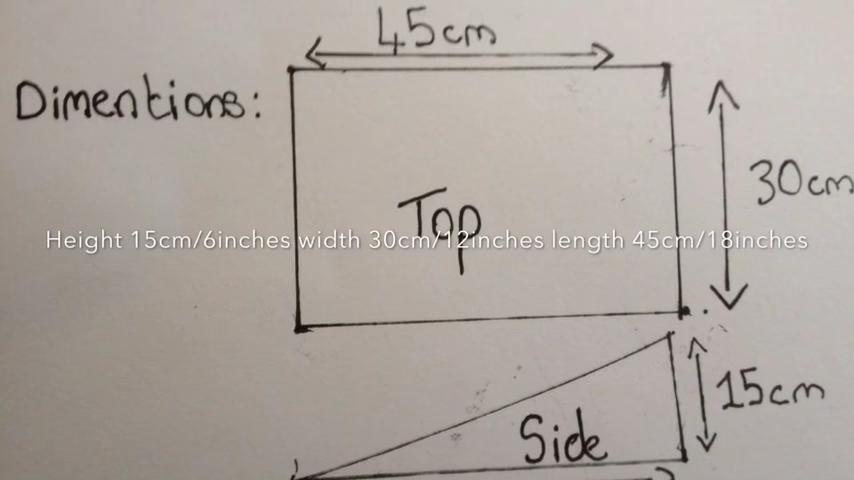 45cm
Dimentions:
30cm
Top
Height 15cm/6inches width 30cm/12inches length 45cm/18inches
15cm
Side